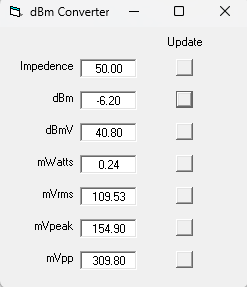 dBm Converter
Update
Impedence 50.00
dBm -6.20
dBmV 40.80
mWatts 0.24
mVrms 109.53
mVpeak 154.90
mVpp 309.80